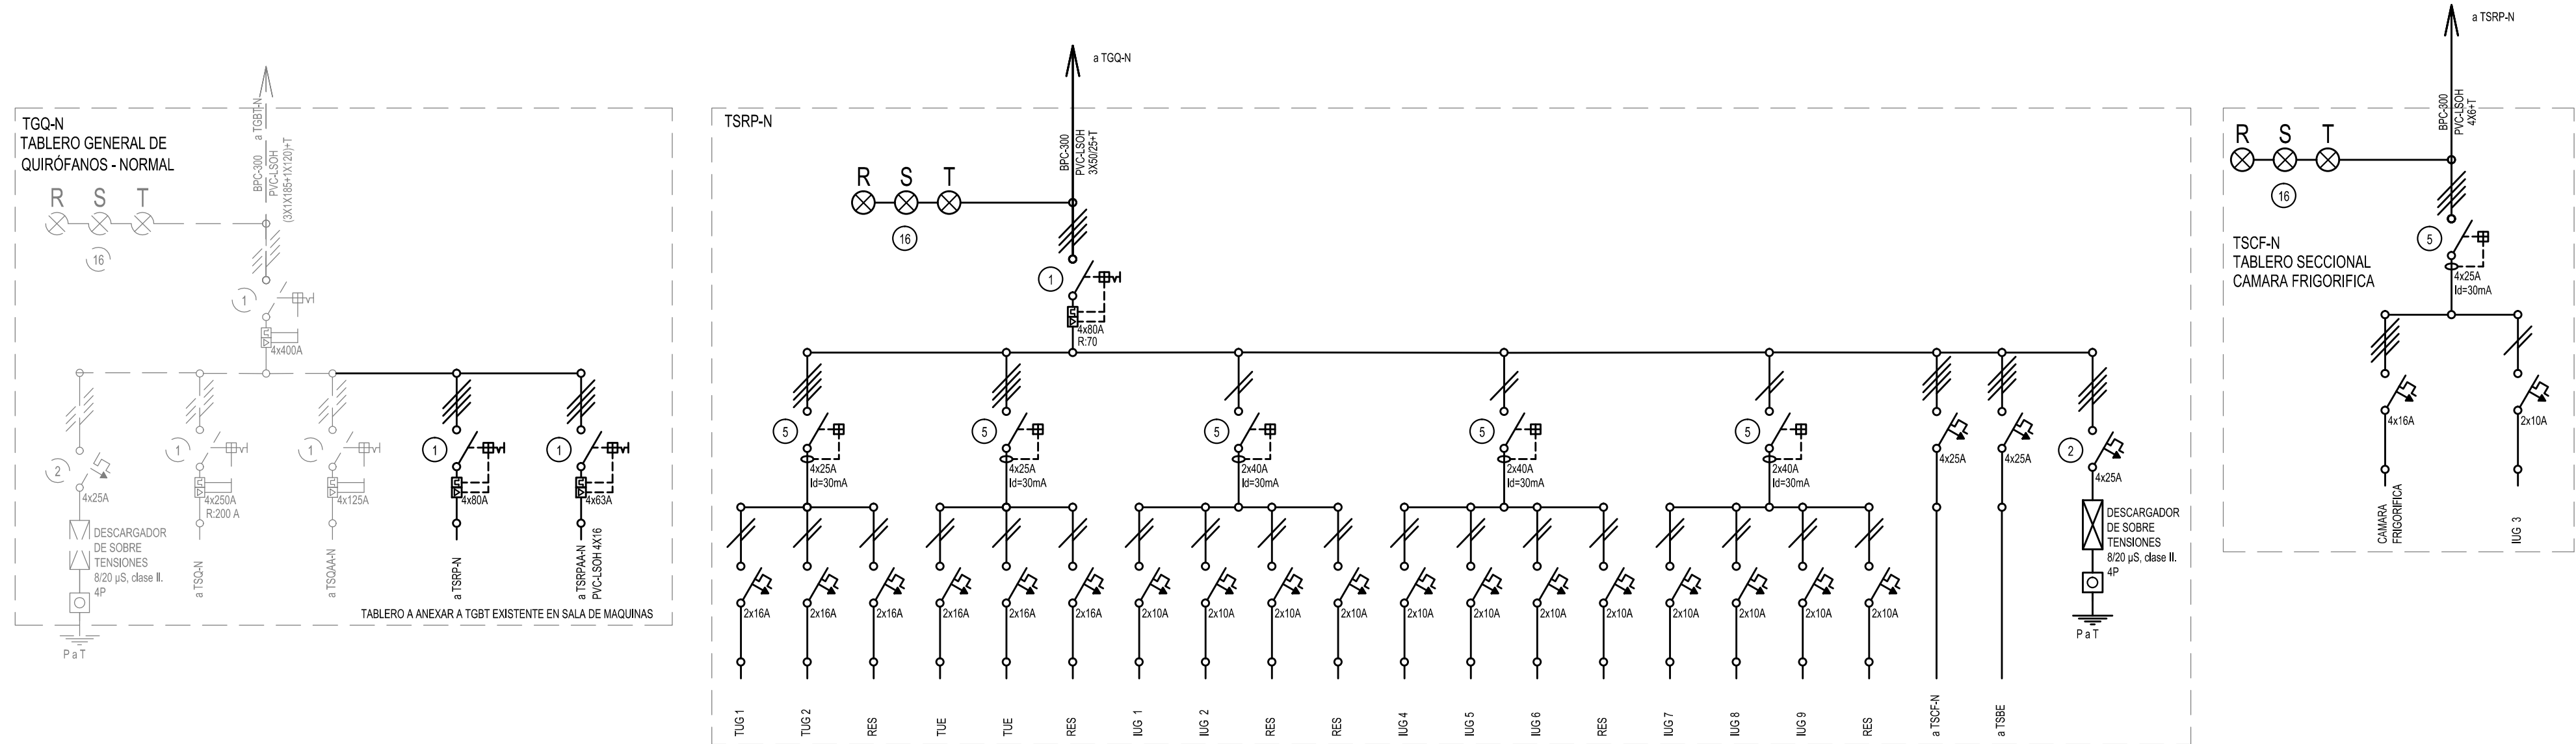 TGQ-N
TABLERO GENERAL DE
QUIRÓFANOS - NORMAL
R S T
16
a TGBT-N
BPC-300
PVC-LSOH
(3X1X185+1X120)+T
1
4x400A
2
4x25A
DESCARGADOR
DE SOBRE
TENSIONES
8/20 µS, clase II.
4P
P a T
1
4x250A
R:200 A
a TSQ-N
1
4x125A
a TSQAA-N
1
4x80A
a TSRP-N
1
4x63A
a TSRPAA-N
PVC-LSOH 4X16
TABLERO A ANEXAR A TGBT EXISTENTE EN SALA DE MAQUINAS
TSRP-N
a TGQ-N
BPC-300
PVC-LSOH
3X50/25+T
R S T
16
1
4x80A
R:70
5
4x25A
Id=30mA
5
4x25A
Id=30mA
5
2x40A
Id=30mA
5
2x40A
Id=30mA
5
2x40A
Id=30mA
4x25A
4x25A
2
4x25A
DESCARGADOR
DE SOBRE
TENSIONES
8/20 µS, clase II.
4P
P a T
2x16A 2x16A 2x16A 2x16A 2x16A 2x16A 2x10A 2x10A 2x10A 2x10A 2x10A 2x10A 2x10A 2x10A 2x10A 2x10A 2x10A 2x10A
TUG 1
TUG 2
RES
TUE
TUE
RES
IUG 1
IUG 2
RES
RES
IUG 4
IUG 5
IUG 6
RES
IUG 7
IUG 8
IUG 9
RES
a TSCF-N
a TSBE
a TSRP-N
BPC-300
PVC-LSOH
4X6+T
R S T
16
TSCF-N
TABLERO SECCIONAL
CAMARA FRIGORIFICA
5
4x25A
Id=30mA
4x16A
2x10A
CAMARA
FRIGORIFICA
IUG 3